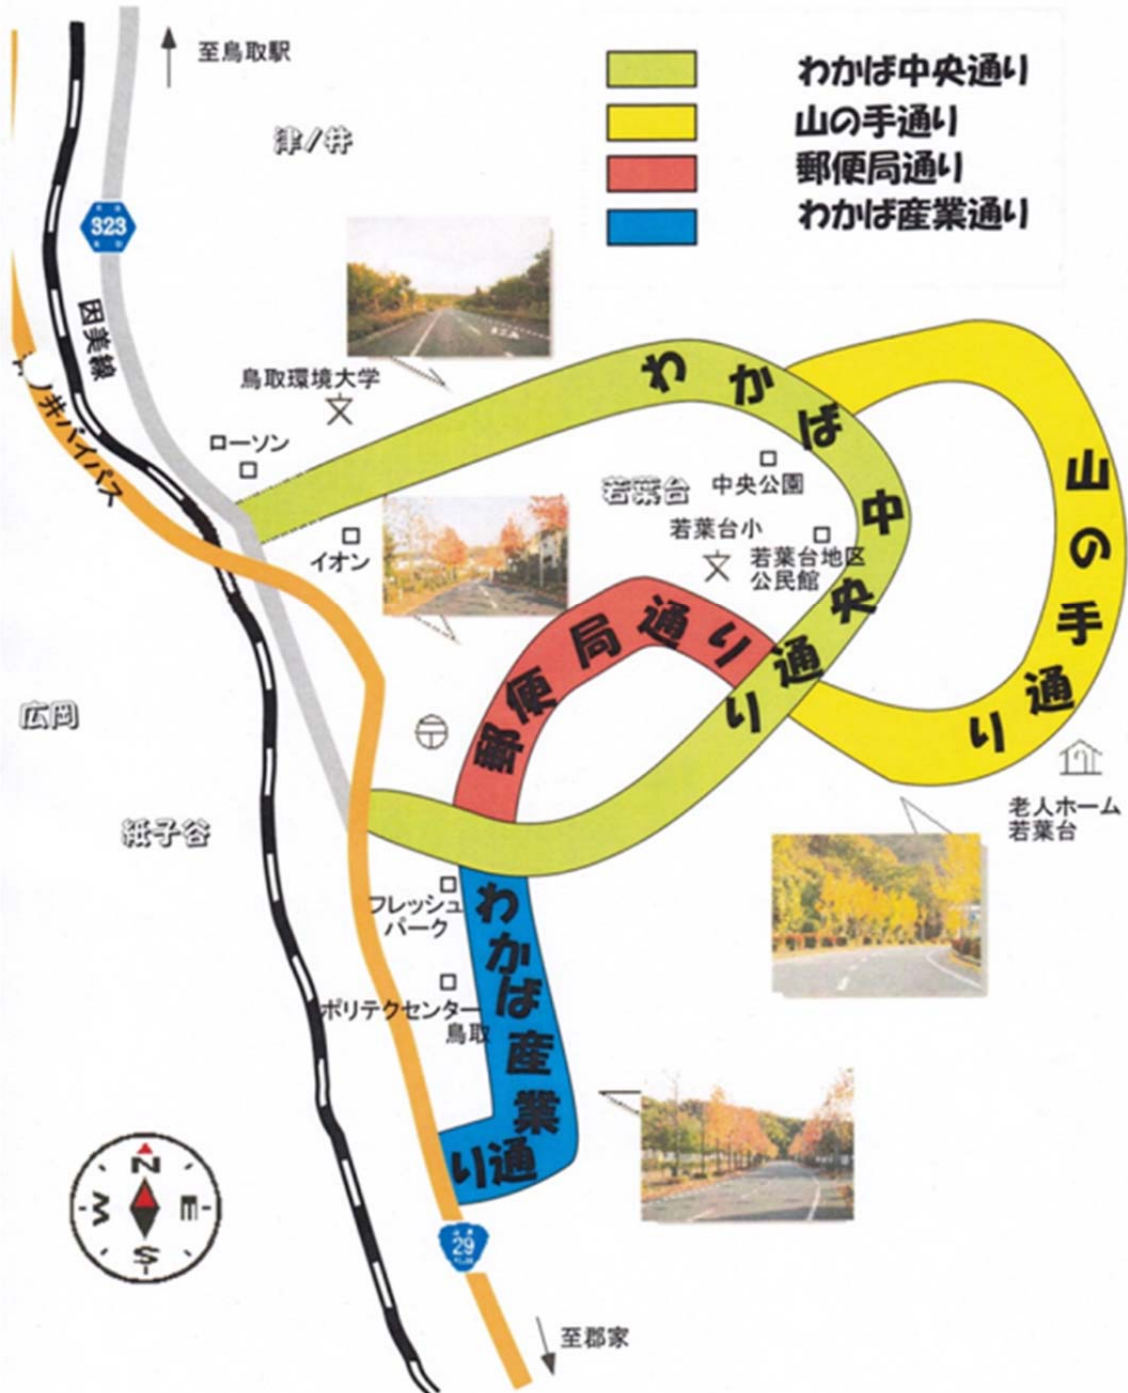 至鳥取駅
わかば中央通り
山の手通り
郵便局通り
わかば産業通り
津ノ井
323
因美線
ノ井バイパス
鳥取環境大学
ローソン
イオン
わかば中央通り
山の手通り
若葉台
中央公園
若葉台小
若葉台地区
公民館
郵便局通り
広岡
紙子谷
老人ホーム
若葉台
フレッシュ
パーク
ポリテクセンター
鳥取
わかば産業通り
N
W
E
S
29
至郡家